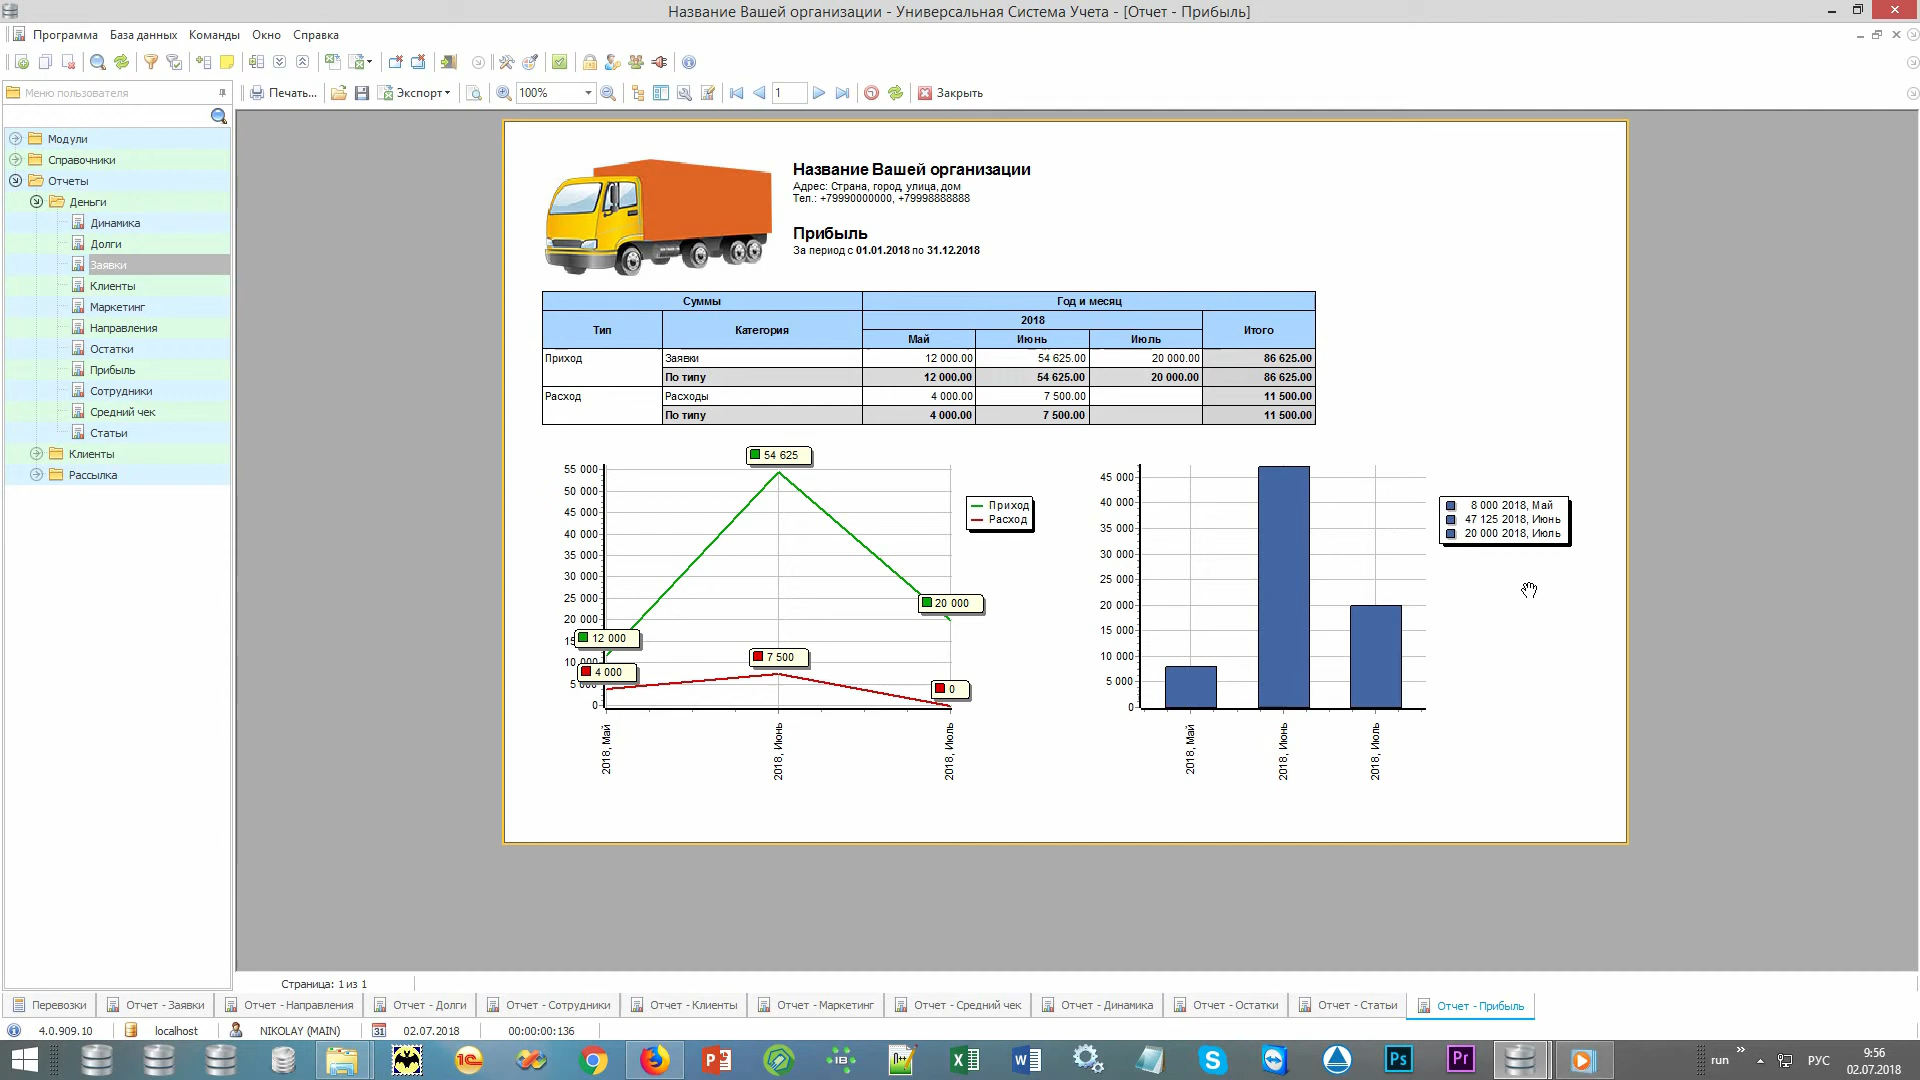 Название Вашей организации - Универсальная Система Учета - [Отчет - Прибыль]
Программа База данных Команды Окно Справка
Меню пользователя
Печать... Экспорт 100% 1 Закрыть
Модули
Справочники
Отчеты
Деньги
Динамика
Долги
Заявки
Клиенты
Маркетинг
Направления
Остатки
Прибыль
Сотрудники
Средний чек
Статьи
Клиенты
Рассылка
Название Вашей организации
Адрес: Страна, город, улица, дом
Тел.: +79990000000, +79998888888
Прибыль
За период с 01.01.2018 по 31.12.2018
Суммы Год и месяц
Тип Категория 2018 Итого
Май Июнь Июль
Приход Заявки 12 000.00 54 625.00 20 000.00 86 625.00
По типу 12 000.00 54 625.00 20 000.00 86 625.00
Расход Расходы 4 000.00 7 500.00 11 500.00
По типу 4 000.00 7 500.00 11 500.00
55 000
50 000
45 000
40 000
35 000
30 000
25 000
20 000
10 000
0
54 625
20 000
12 000
7 500
4 000
0
Приход
Расход
2018, Май
2018, Июнь
2018, Июль
45 000
40 000
35 000
30 000
25 000
20 000
15 000
10 000
5 000
0
8 000 2018, Май
47 125 2018, Июнь
20 000 2018, Июль
2018, Май
2018, Июнь
2018, Июль
Страница: 1 из 1
Перевозки Отчет - Заявки Отчет - Направления Отчет - Долги Отчет - Сотрудники Отчет - Клиенты Отчет - Маркетинг Отчет - Средний чек Отчет - Динамика Отчет - Остатки Отчет - Статьи Отчет - Прибыль
4.0.909.10 localhost NIKOLAY (MAIN) 31 02.07.2018 00:00:00:136
run РУС 9:56
02.07.2018